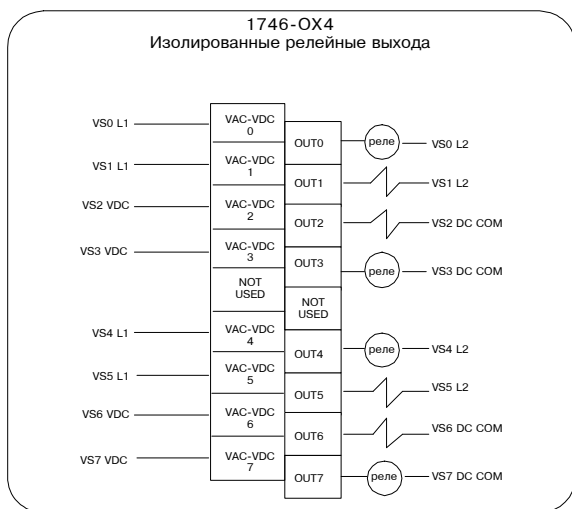 1746-OX4
Изолированные релейные выхода
VS0 L1
VAC-VDC
0
OUT0
реле
VS0 L2
VS1 L1
VAC-VDC
1
OUT1
VS1 L2
VS2 VDC
VAC-VDC
2
OUT2
VS2 DC COM
VS3 VDC
VAC-VDC
3
OUT3
реле
VS3 DC COM
NOT
USED
NOT
USED
VS4 L1
VAC-VDC
4
OUT4
реле
VS4 L2
VS5 L1
VAC-VDC
5
OUT5
VS5 L2
VS6 VDC
VAC-VDC
6
OUT6
VS6 DC COM
VS7 VDC
VAC-VDC
7
OUT7
реле
VS7 DC COM